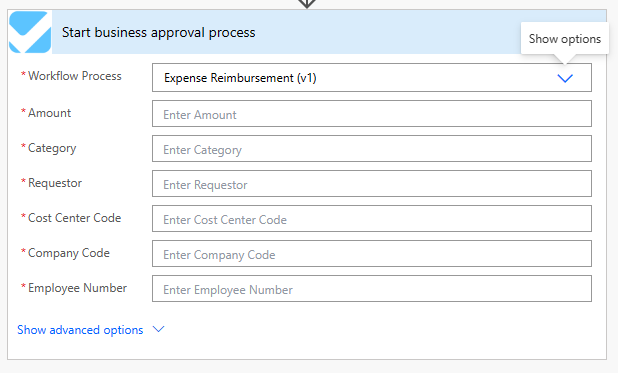 Start business approval process
Show options
* Workflow Process
Expense Reimbursement (v1)
* Amount
Enter Amount
* Category
Enter Category
* Requestor
Enter Requestor
* Cost Center Code
Enter Cost Center Code
* Company Code
Enter Company Code
* Employee Number
Enter Employee Number
Show advanced options